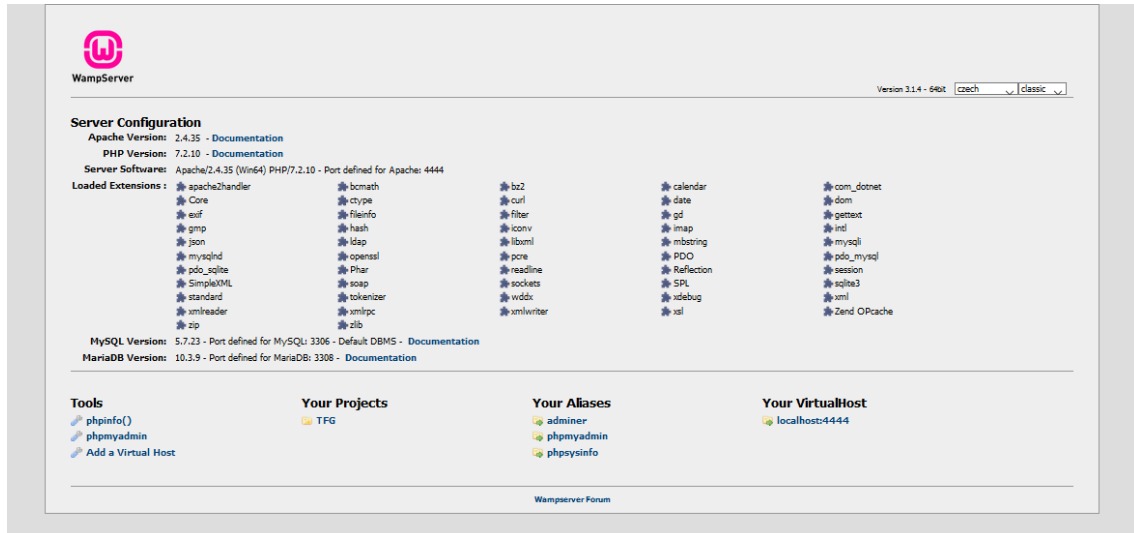 WampServer
Version 3.1.4 - 64bit czech classic
Server Configuration
Apache Version: 2.4.35 - Documentation
PHP Version: 7.2.10 - Documentation
Server Software: Apache/2.4.35 (Win64) PHP/7.2.10 - Port defined for Apache: 4444
Loaded Extensions : apache2handler bcmath bz2 calendar com_dotnet
Core ctype curl date dom
exif fileinfo filter gd gettext
gmp hash iconv imap intl
json ldap libxml mbstring mysqli
mysqlnd openssl pcre PDO pdo_mysql
pdo_sqlite Phar readline Reflection session
SimpleXML soap sockets SPL sqlite3
standard tokenizer wddx xdebug xml
xmlreader xmlrpc xmlwriter xsl Zend OPcache
zip zlib
MySQL Version: 5.7.23 - Port defined for MySQL: 3306 - Default DBMS - Documentation
MariaDB Version: 10.3.9 - Port defined for MariaDB: 3308 - Documentation
Tools Your Projects Your Aliases Your VirtualHost
phpinfo() TFG adminer localhost:4444
phpmyadmin phpmyadmin
Add a Virtual Host phpsysinfo
Wampserver Forum